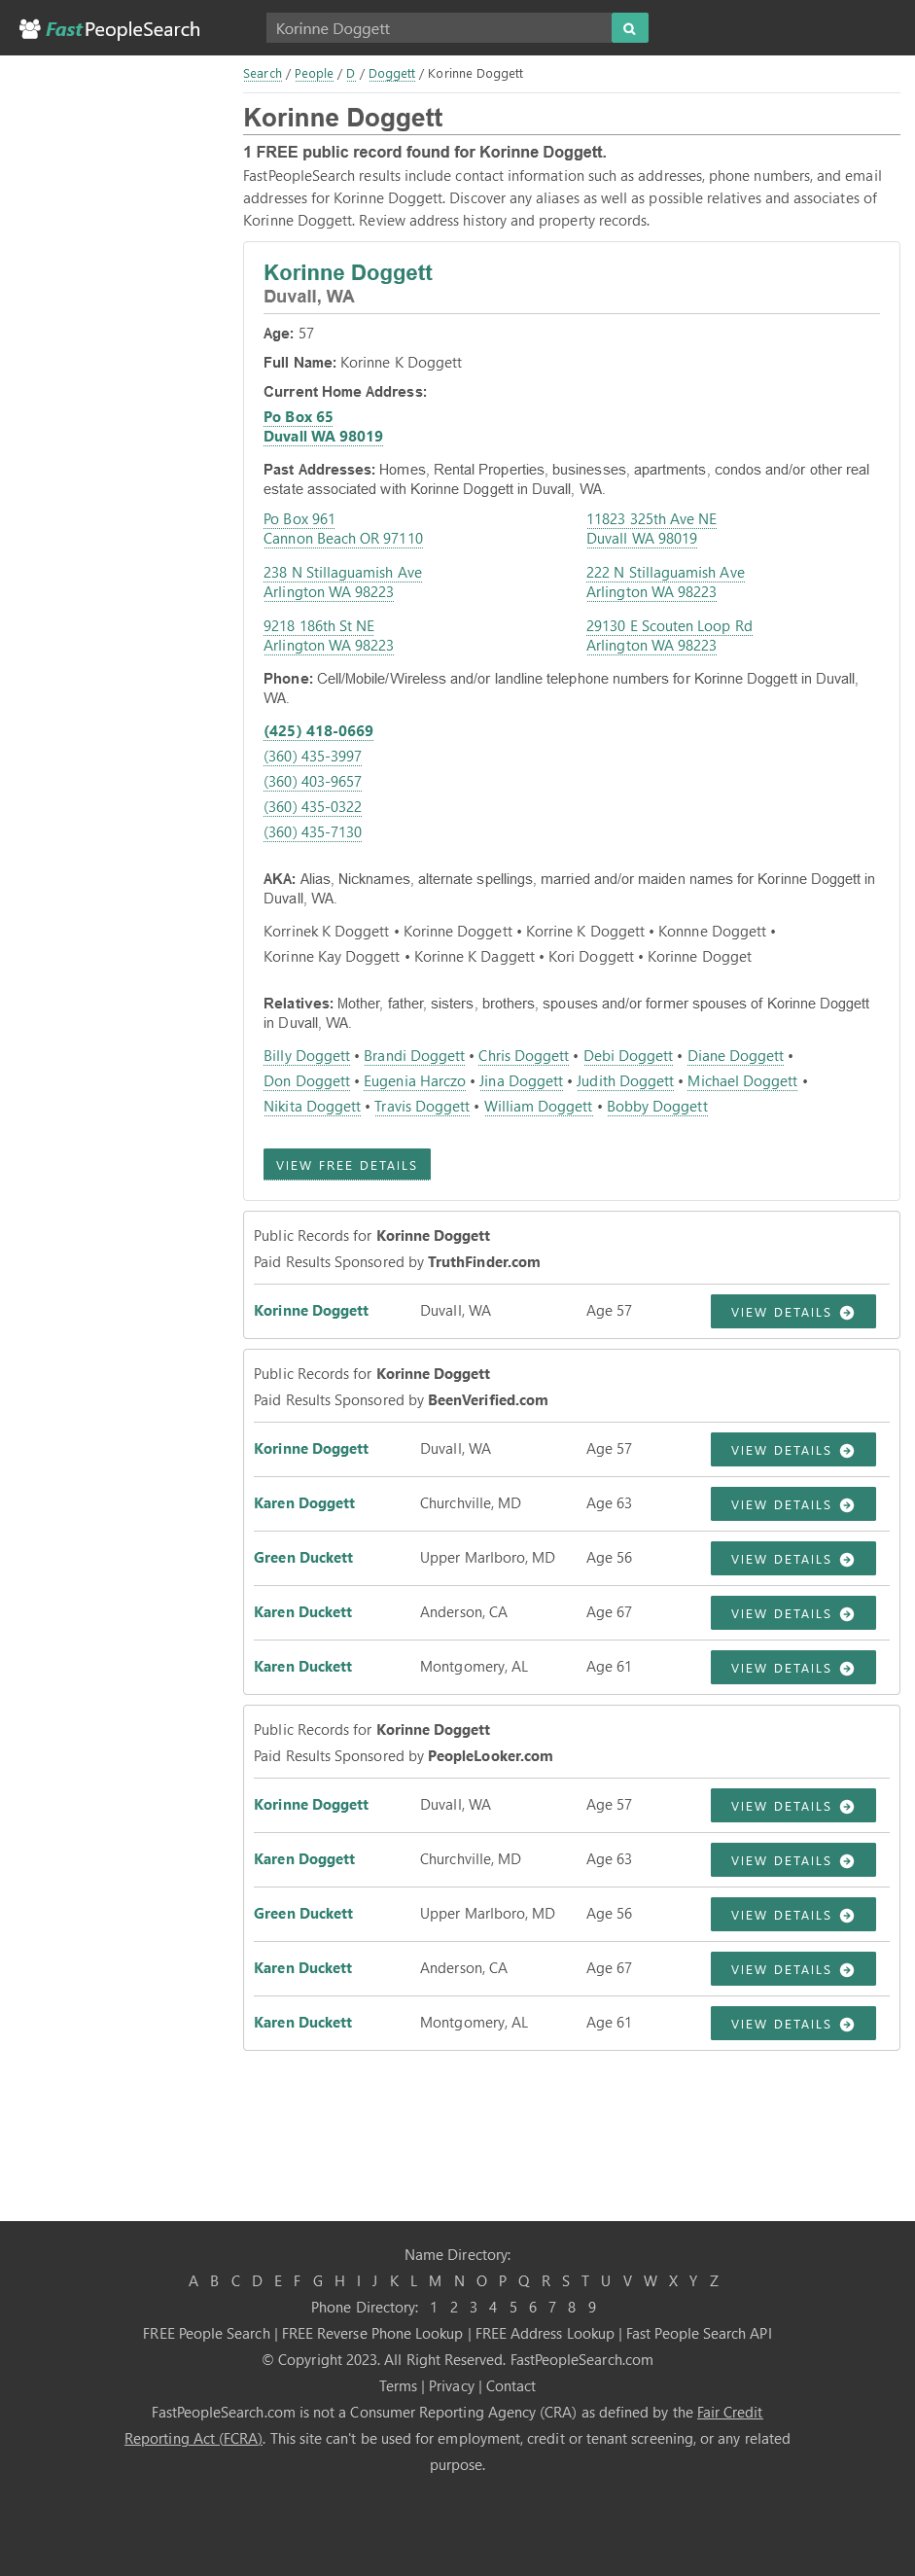 FastPeopleSearch
Korinne Doggett
Search / People / D / Doggett / Korinne Doggett
Korinne Doggett
1 FREE public record found for Korinne Doggett.
FastPeopleSearch results include contact information such as addresses, phone numbers, and email
addresses for Korinne Doggett. Discover any aliases as well as possible relatives and associates of
Korinne Doggett. Review address history and property records.
Korinne Doggett
Duvall, WA
Age: 57
Full Name: Korinne K Doggett
Current Home Address:
Po Box 65
Duvall WA 98019
Past Addresses: Homes, Rental Properties, businesses, apartments, condos and/or other real
estate associated with Korinne Doggett in Duvall, WA.
Po Box 961
Cannon Beach OR 97110
11823 325th Ave NE
Duvall WA 98019
238 N Stillaguamish Ave
Arlington WA 98223
222 N Stillaguamish Ave
Arlington WA 98223
9218 186th St NE
Arlington WA 98223
29130 E Scouten Loop Rd
Arlington WA 98223
Phone: Cell/Mobile/Wireless and/or landline telephone numbers for Korinne Doggett in Duvall,
WA.
(425) 418-0669
(360) 435-3997
(360) 403-9657
(360) 435-0322
(360) 435-7130
AKA: Alias, Nicknames, alternate spellings, married and/or maiden names for Korinne Doggett in
Duvall, WA.
Korrinek K Doggett • Korinne Doggett • Korrine K Doggett • Konnne Doggett •
Korinne Kay Doggett • Korinne K Daggett • Kori Doggett • Korinne Dogget
Relatives: Mother, father, sisters, brothers, spouses and/or former spouses of Korinne Doggett
in Duvall, WA.
Billy Doggett • Brandi Doggett • Chris Doggett • Debi Doggett • Diane Doggett •
Don Doggett • Eugenia Harczo • Jina Doggett • Judith Doggett • Michael Doggett •
Nikita Doggett • Travis Doggett • William Doggett • Bobby Doggett
VIEW FREE DETAILS
Public Records for Korinne Doggett
Paid Results Sponsored by TruthFinder.com
Korinne Doggett Duvall, WA Age 57 VIEW DETAILS
Public Records for Korinne Doggett
Paid Results Sponsored by BeenVerified.com
Korinne Doggett Duvall, WA Age 57 VIEW DETAILS
Karen Doggett Churchville, MD Age 63 VIEW DETAILS
Green Duckett Upper Marlboro, MD Age 56 VIEW DETAILS
Karen Duckett Anderson, CA Age 67 VIEW DETAILS
Karen Duckett Montgomery, AL Age 61 VIEW DETAILS
Public Records for Korinne Doggett
Paid Results Sponsored by PeopleLooker.com
Korinne Doggett Duvall, WA Age 57 VIEW DETAILS
Karen Doggett Churchville, MD Age 63 VIEW DETAILS
Green Duckett Upper Marlboro, MD Age 56 VIEW DETAILS
Karen Duckett Anderson, CA Age 67 VIEW DETAILS
Karen Duckett Montgomery, AL Age 61 VIEW DETAILS
Name Directory:
A B C D E F G H I J K L M N O P Q R S T U V W X Y Z
Phone Directory: 1 2 3 4 5 6 7 8 9
FREE People Search | FREE Reverse Phone Lookup | FREE Address Lookup | Fast People Search API
© Copyright 2023. All Right Reserved. FastPeopleSearch.com
Terms | Privacy | Contact
FastPeopleSearch.com is not a Consumer Reporting Agency (CRA) as defined by the Fair Credit
Reporting Act (FCRA). This site can't be used for employment, credit or tenant screening, or any related
purpose.